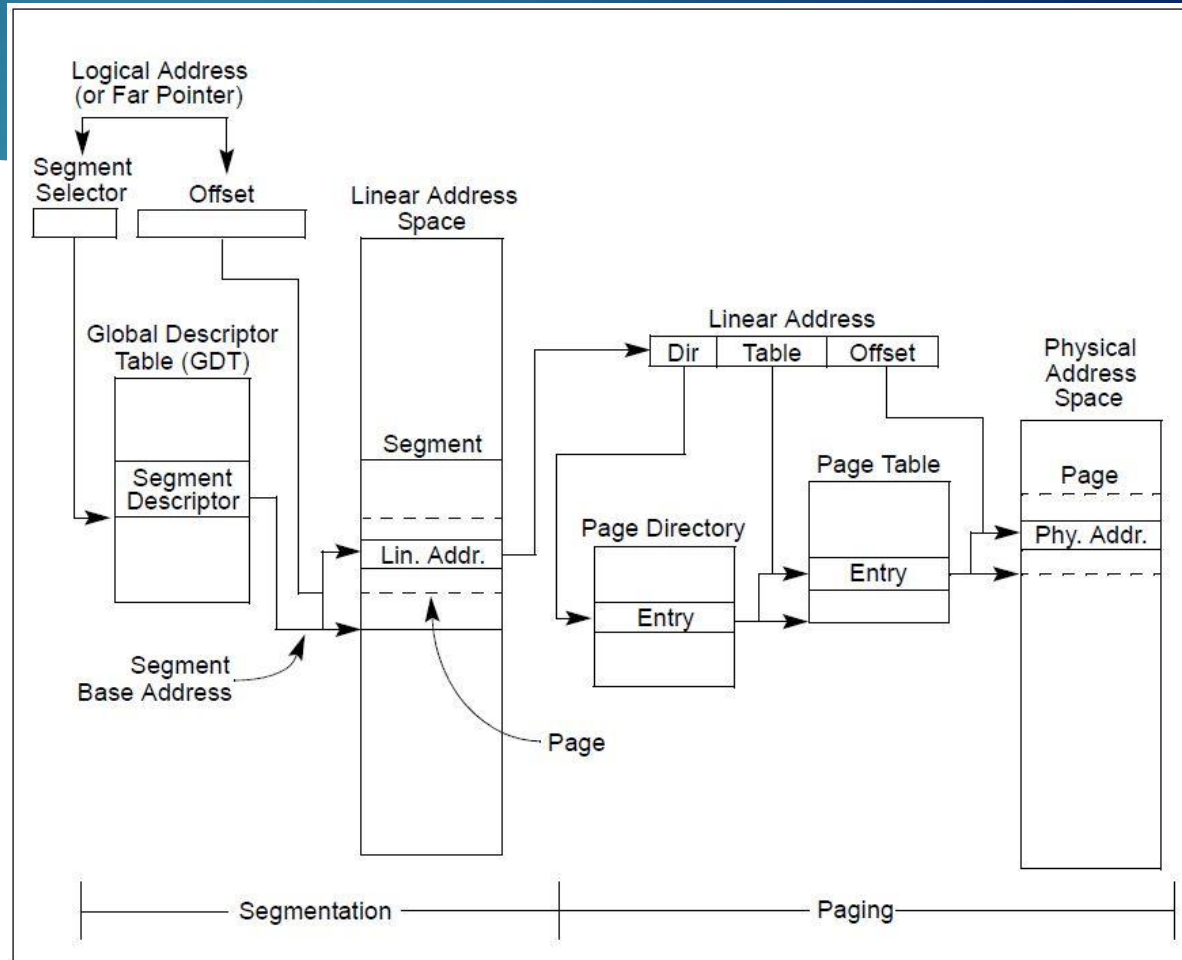 Logical Address
(or Far Pointer)
Segment
Selector
Offset
Linear Address
Space
Global Descriptor
Table (GDT)
Segment
Descriptor
Segment
Lin. Addr.
Segment
Base Address
Page
Linear Address
Dir
Table
Offset
Page Directory
Entry
Page Table
Entry
Physical
Address
Space
Page
Phy. Addr.
Segmentation
Paging